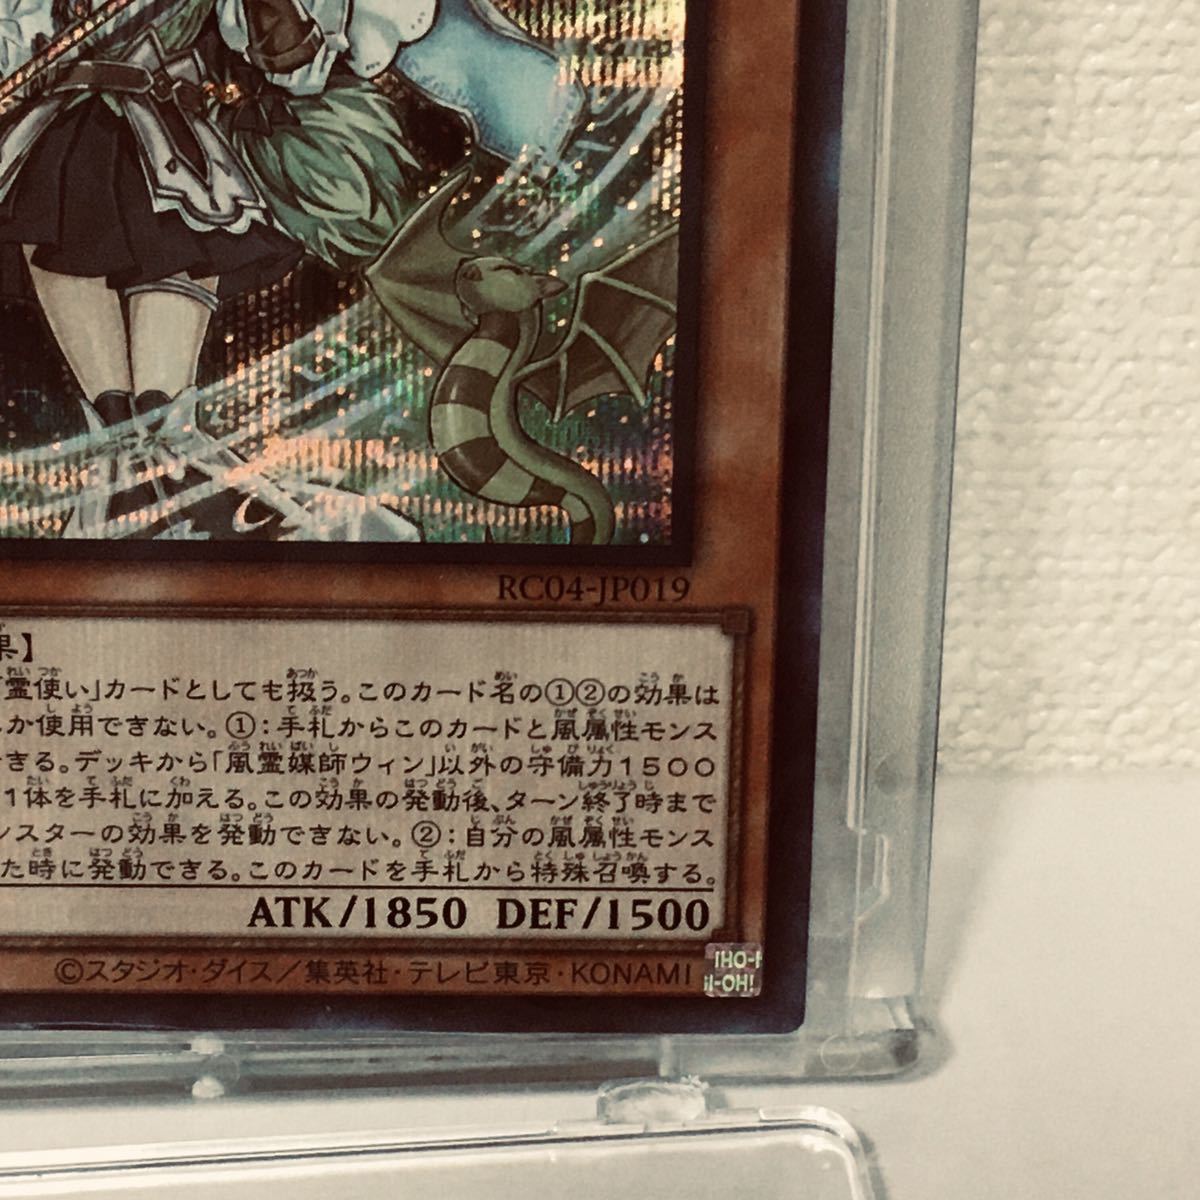 RC04-JP019
果】
「霊使い」カードとしても扱う。このカード名の①②の効果は
か使用できない。①:手札からこのカードと風属性モンス
きる。デッキから「風霊媒師ウィン」以外の守備力1500
1体を手札に加える。この効果の発動後、ターン終了時まで
ンスターの効果を発動できない。②:自分の風属性モンス
た時に発動できる。このカードを手札から特殊召喚する。
ATK/1850 DEF/1500
©スタジオ・ダイス/集英社・テレビ東京・KONAMI